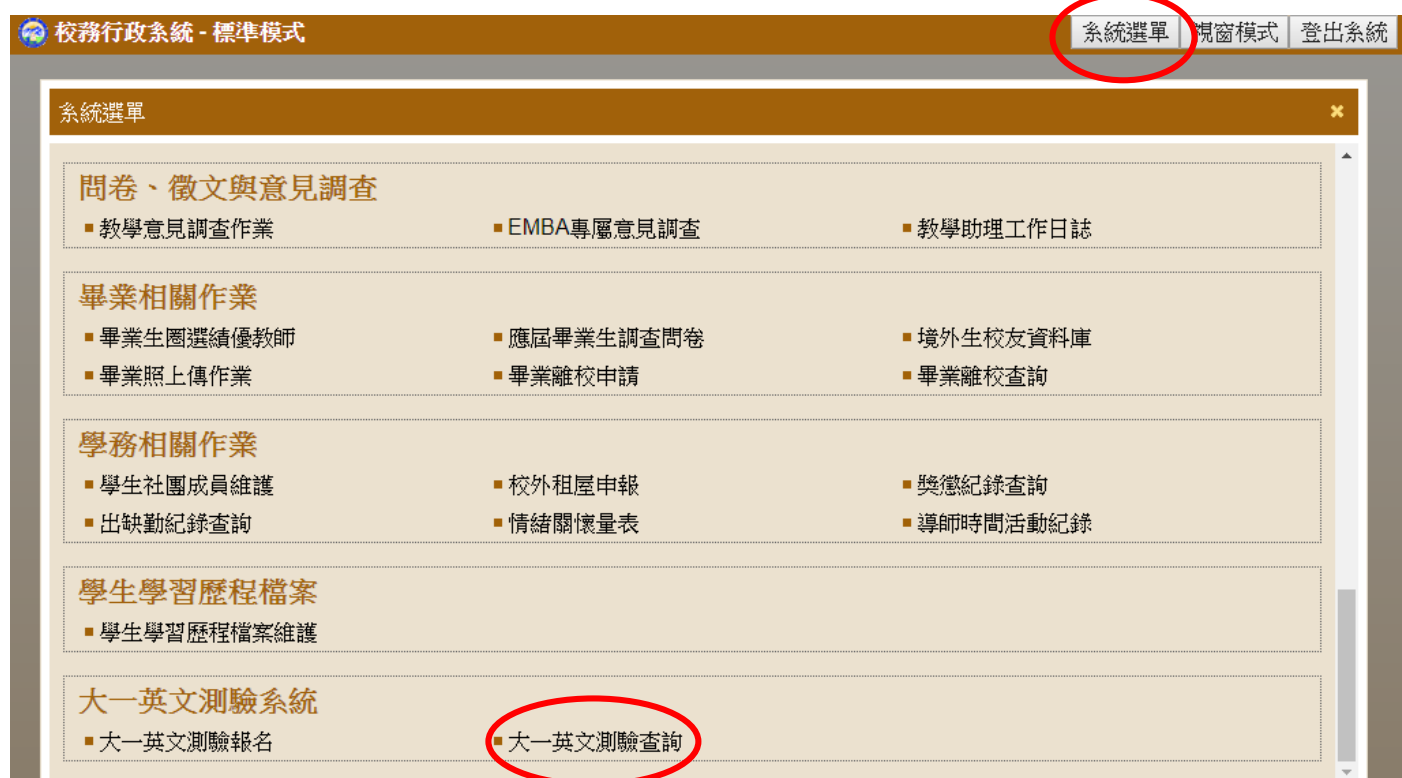 校務行政系統 - 標準模式 系統選單 視窗模式 登出系統
系統選單
問卷、徵文與意見調查
教學意見調查作業 EMBA專屬意見調查 教學助理工作日誌
畢業相關作業
畢業生圈選績優教師 應屆畢業生調查問卷 境外生校友資料庫
畢業照上傳作業 畢業離校申請 畢業離校查詢
學務相關作業
學生社團成員維護 校外租屋申報 獎懲紀錄查詢
出缺勤紀錄查詢 情緒關懷量表 導師時間活動紀錄
學生學習歷程檔案
學生學習歷程檔案維護
大一英文測驗系統
大一英文測驗報名 大一英文測驗查詢